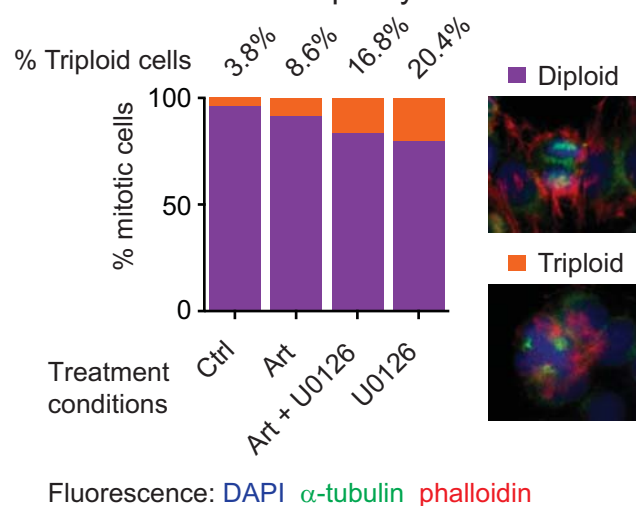 % Triploid cells 3.8% 8.6% 16.8% 20.4%
Diploid
Triploid
% mitotic cells
100
50
0
Treatment
conditions
Ctrl
Art
Art + U0126
U0126
Fluorescence: DAPI α-tubulin phalloidin